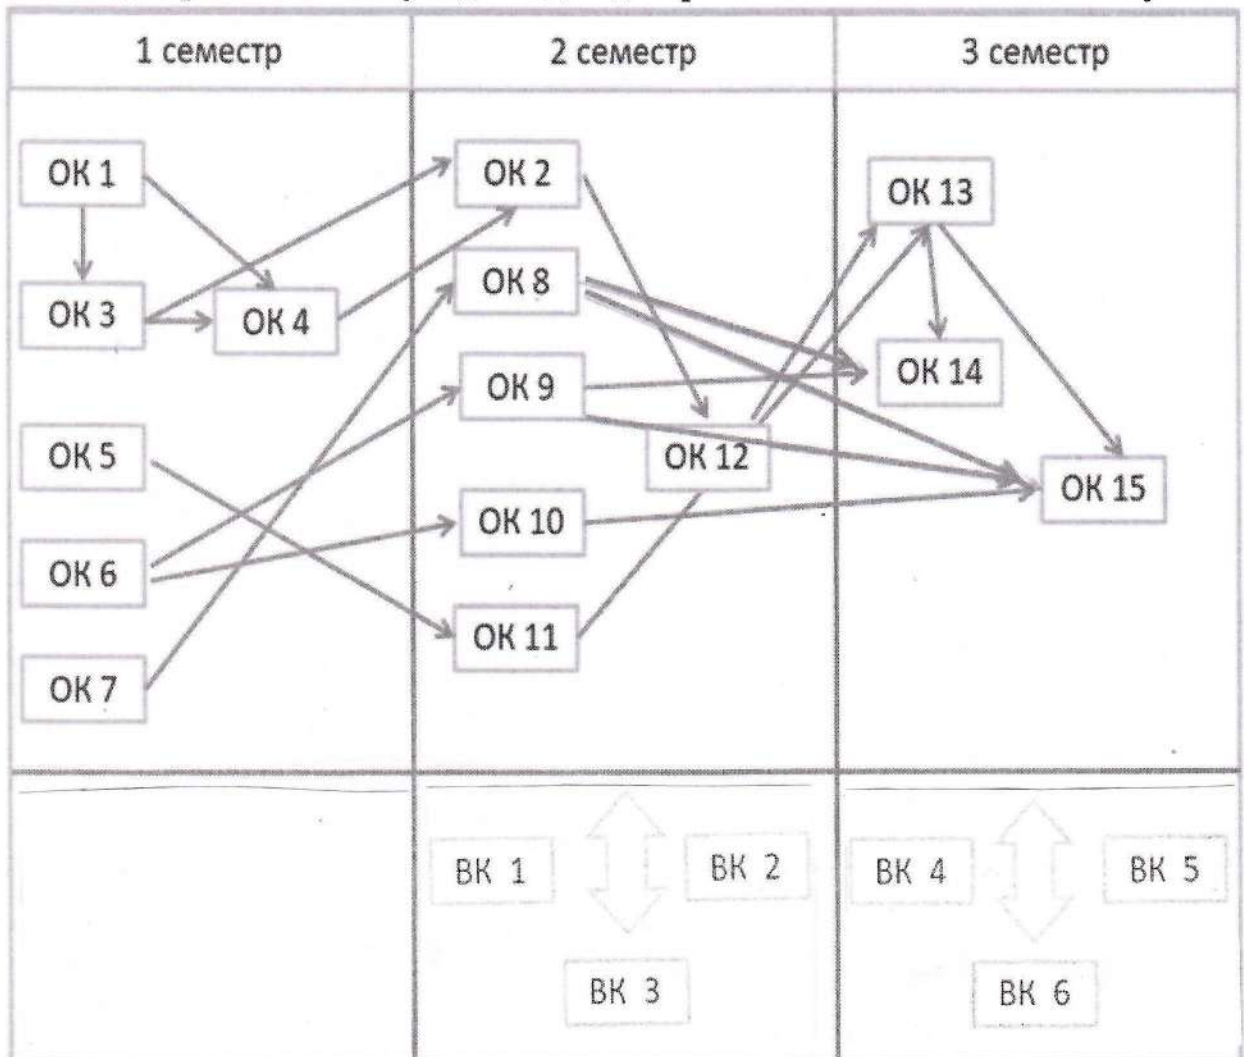 1 семестр 2 семестр 3 семестр
ОК 1 ОК 2 ОК 13
ОК 3 ОК 4 ОК 8
ОК 9 ОК 14
ОК 5 ОК 12 ОК 15
ОК 6 ОК 10
ОК 7 ОК 11
ВК 1 ВК 2 ВК 4 ВК 5
ВК 3 ВК 6